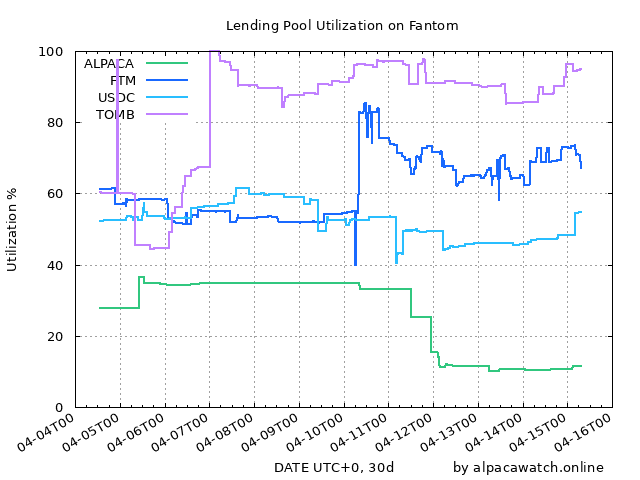 Lending Pool Utilization on Fantom
Utilization %
100
80
60
40
20
0
ALPACA
FTM
USDC
TOMB
04-04T00
04-05T00
04-06T00
04-07T00
04-08T00
04-09T00
04-10T00
04-11T00
04-12T00
04-13T00
04-14T00
04-15T00
04-16T00
DATE UTC+0, 30d
by alpacawatch.online